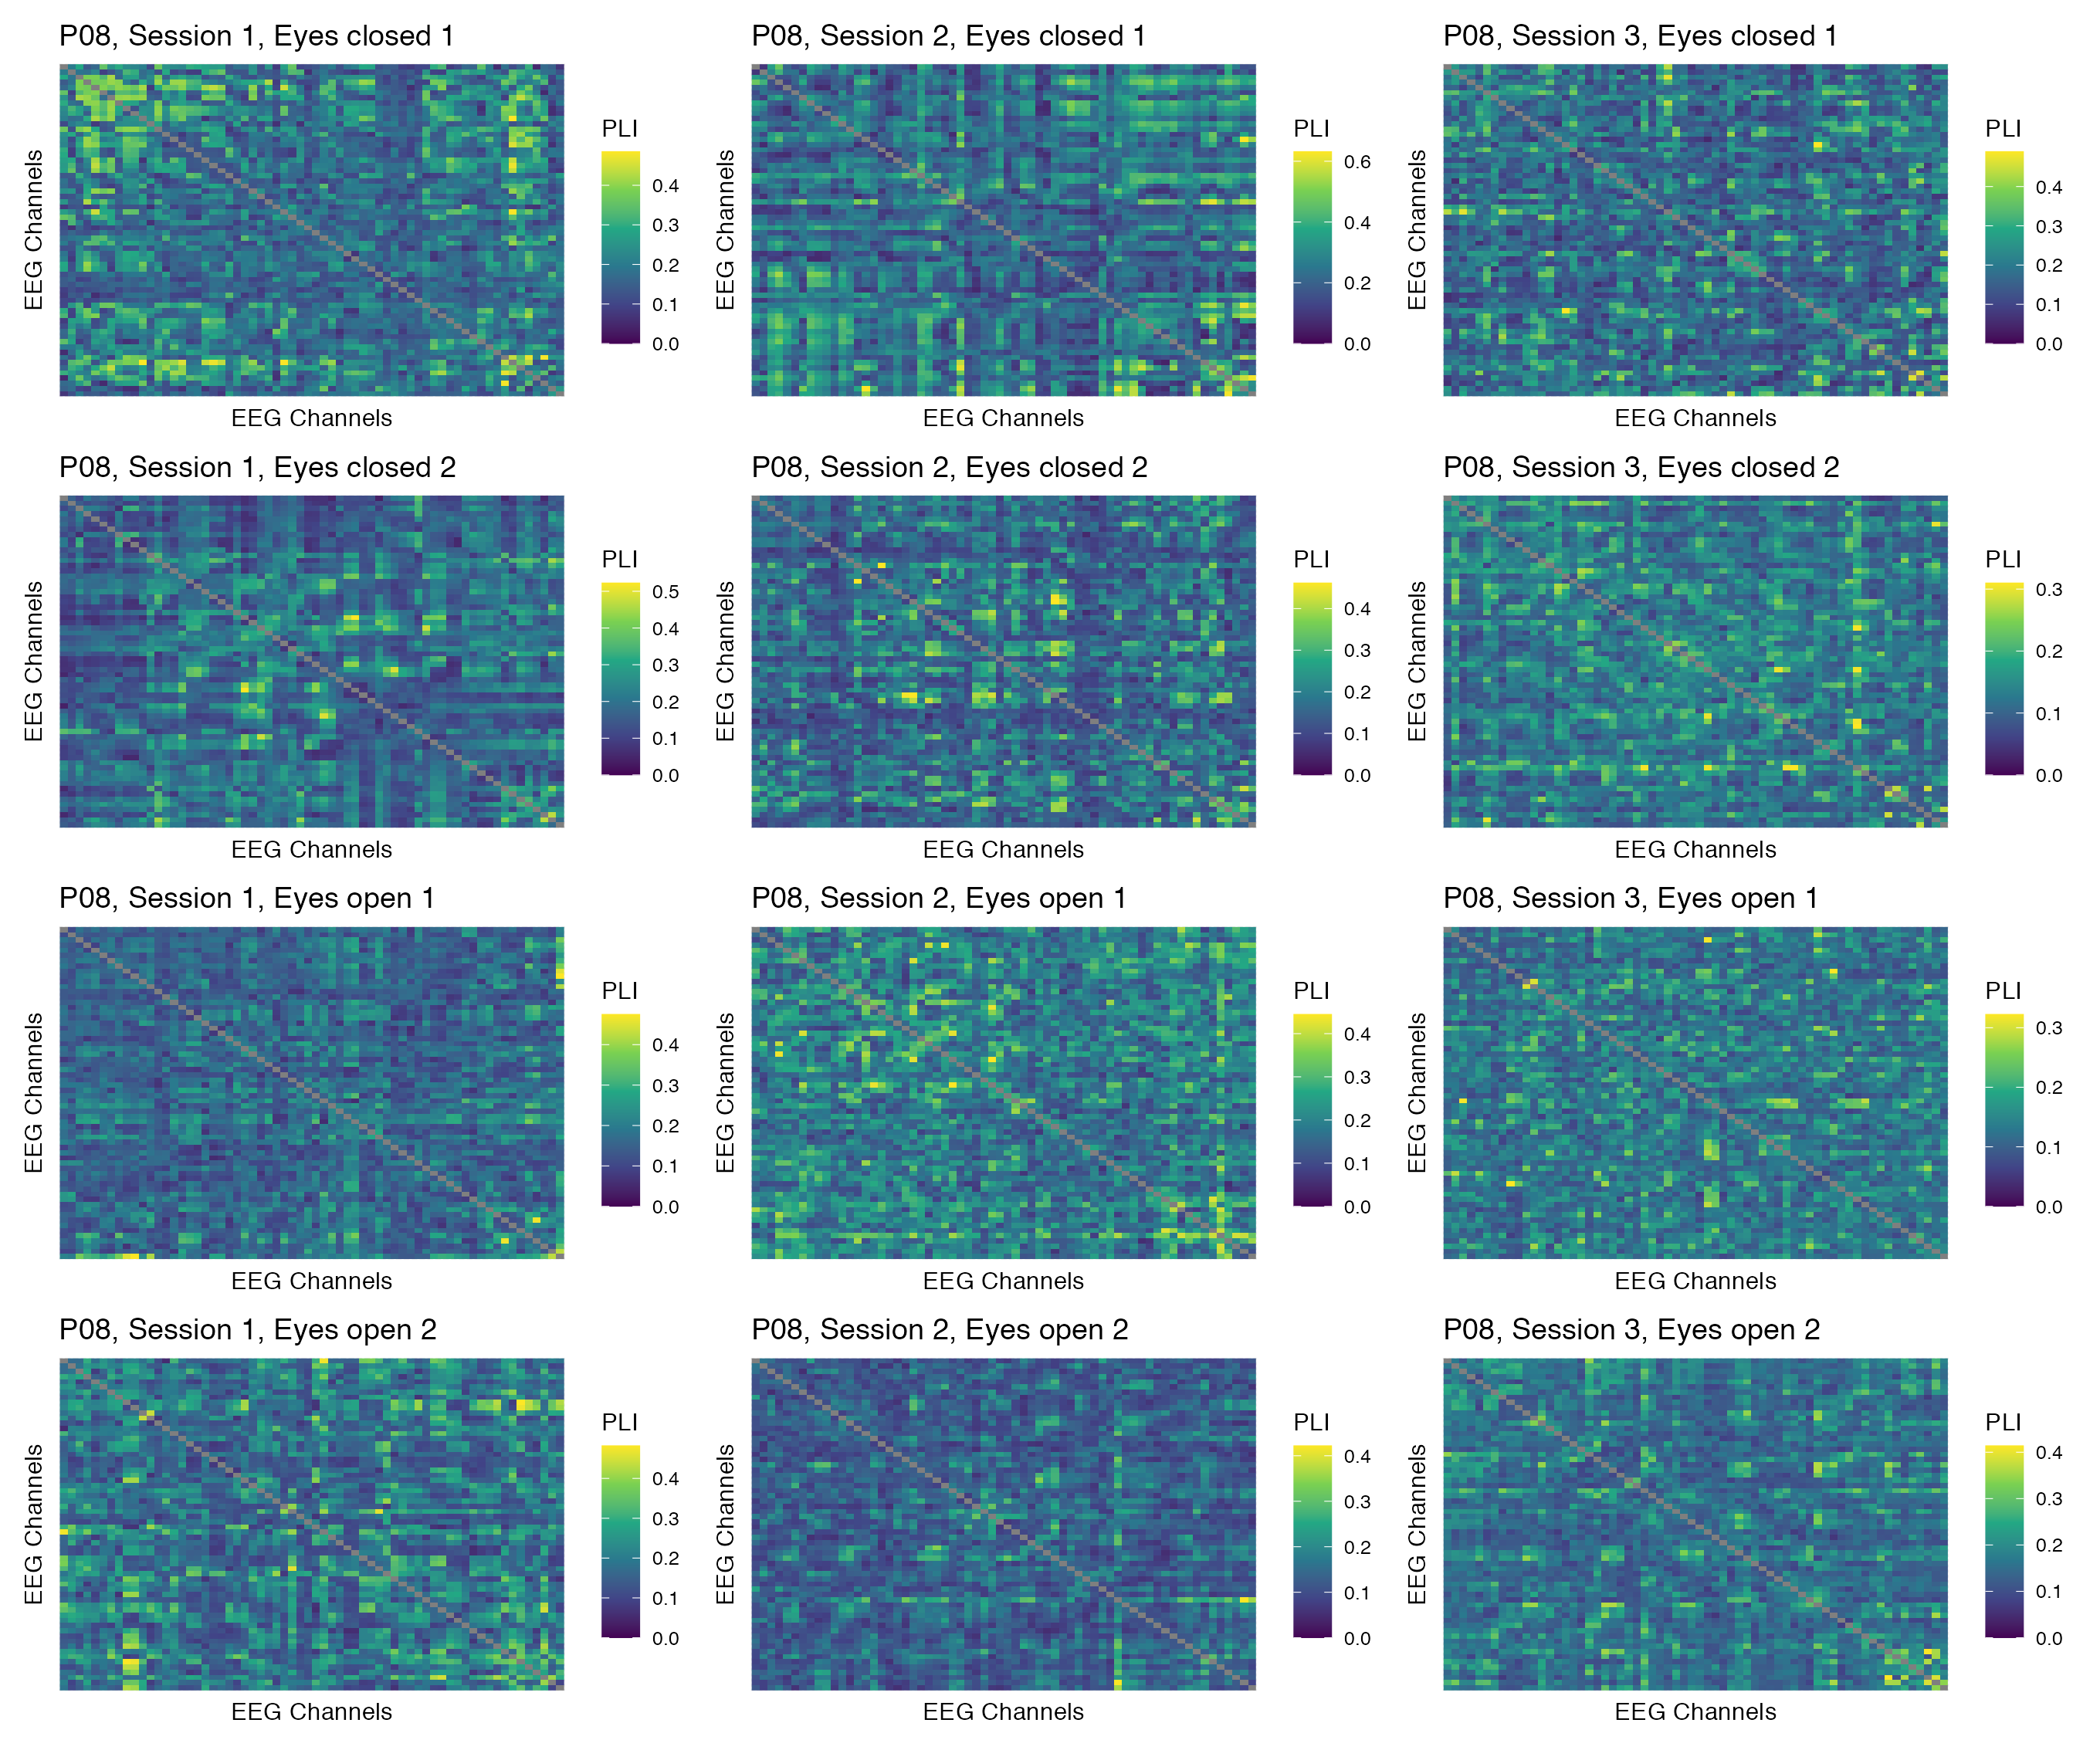 P08, Session 1, Eyes closed 1
EEG Channels
EEG Channels
PLI
0.4
0.3
0.2
0.1
0.0
P08, Session 2, Eyes closed 1
EEG Channels
EEG Channels
PLI
0.6
0.4
0.2
0.0
P08, Session 3, Eyes closed 1
EEG Channels
EEG Channels
PLI
0.4
0.3
0.2
0.1
0.0
P08, Session 1, Eyes closed 2
EEG Channels
EEG Channels
PLI
0.5
0.4
0.3
0.2
0.1
0.0
P08, Session 2, Eyes closed 2
EEG Channels
EEG Channels
PLI
0.4
0.3
0.2
0.1
0.0
P08, Session 3, Eyes closed 2
EEG Channels
EEG Channels
PLI
0.3
0.2
0.1
0.0
P08, Session 1, Eyes open 1
EEG Channels
EEG Channels
PLI
0.4
0.3
0.2
0.1
0.0
P08, Session 2, Eyes open 1
EEG Channels
EEG Channels
PLI
0.4
0.3
0.2
0.1
0.0
P08, Session 3, Eyes open 1
EEG Channels
EEG Channels
PLI
0.3
0.2
0.1
0.0
P08, Session 1, Eyes open 2
EEG Channels
EEG Channels
PLI
0.4
0.3
0.2
0.1
0.0
P08, Session 2, Eyes open 2
EEG Channels
EEG Channels
PLI
0.4
0.3
0.2
0.1
0.0
P08, Session 3, Eyes open 2
EEG Channels
EEG Channels
PLI
0.4
0.3
0.2
0.1
0.0